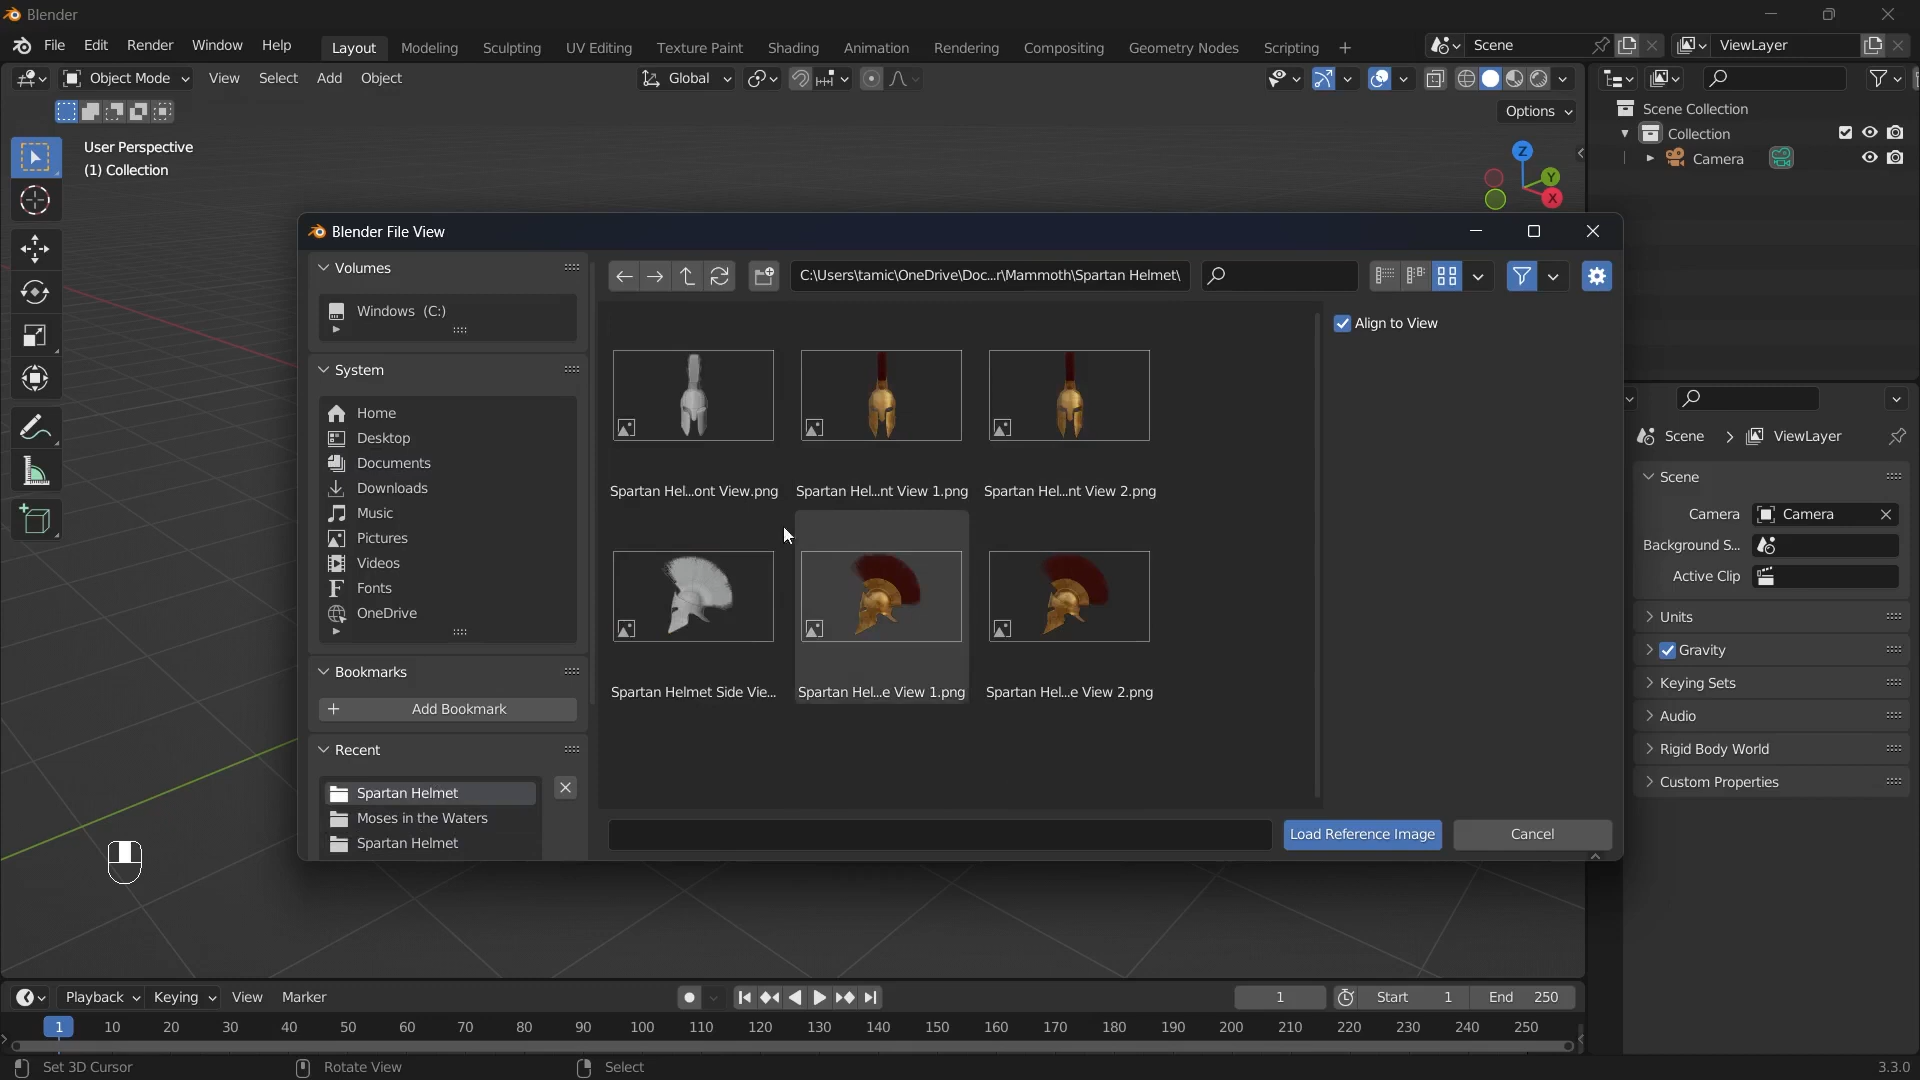 Blender
File Edit Render Window Help Layout Modeling Sculpting UV Editing Texture Paint Shading Animation Rendering Compositing Geometry Nodes Scripting + Scene ViewLayer
Object Mode View Select Add Object Global
Options
User Perspective
(1) Collection
Z
Y
X
Scene Collection
Collection
Camera
Blender File View
Volumes
Windows (C:)
System
Home
Desktop
Documents
Downloads
Music
Pictures
Videos
Fonts
OneDrive
Bookmarks
+ Add Bookmark
Recent
Spartan Helmet
Moses in the Waters
Spartan Helmet
C:\Users\tamic\OneDrive\Doc...r\Mammoth\Spartan Helmet\
Align to View
Spartan Hel...ont View.png Spartan Hel...nt View 1.png Spartan Hel...nt View 2.png
Spartan Helmet Side Vie... Spartan Hel...e View 1.png Spartan Hel...e View 2.png
Load Reference Image Cancel
Scene > ViewLayer
Scene
Camera Camera
Background S...
Active Clip
Units
Gravity
Keying Sets
Audio
Rigid Body World
Custom Properties
Playback Keying View Marker 1 Start 1 End 250
1 10 20 30 40 50 60 70 80 90 100 110 120 130 140 150 160 170 180 190 200 210 220 230 240 250
Set 3D Cursor Rotate View Select 3.3.0